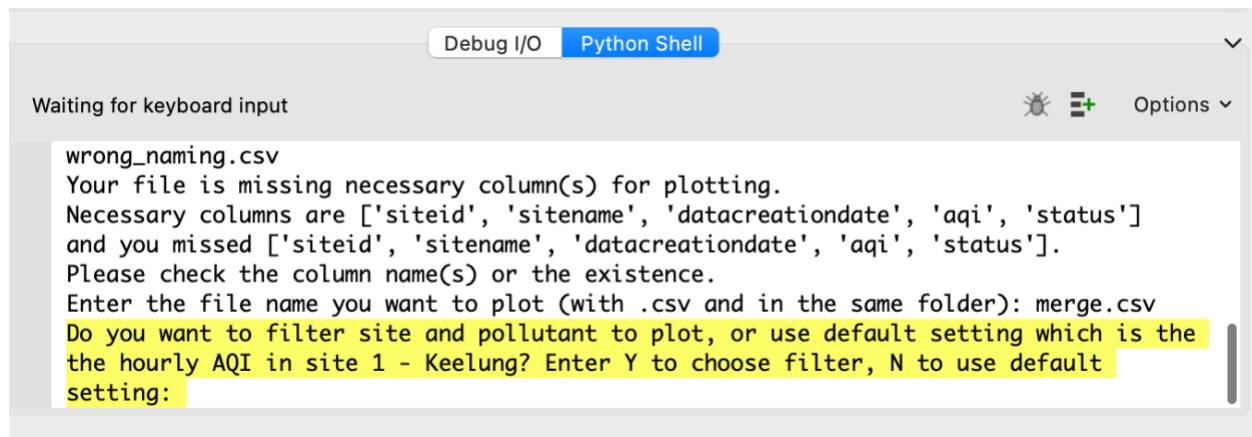 Debug I/O Python Shell
Waiting for keyboard input
Options
wrong_naming.csv
Your file is missing necessary column(s) for plotting.
Necessary columns are ['siteid', 'sitename', 'datacreationdate', 'aqi', 'status']
and you missed ['siteid', 'sitename', 'datacreationdate', 'aqi', 'status'].
Please check the column name(s) or the existence.
Enter the file name you want to plot (with .csv and in the same folder): merge.csv
Do you want to filter site and pollutant to plot, or use default setting which is the
the hourly AQI in site 1 - Keelung? Enter Y to choose filter, N to use default
setting: